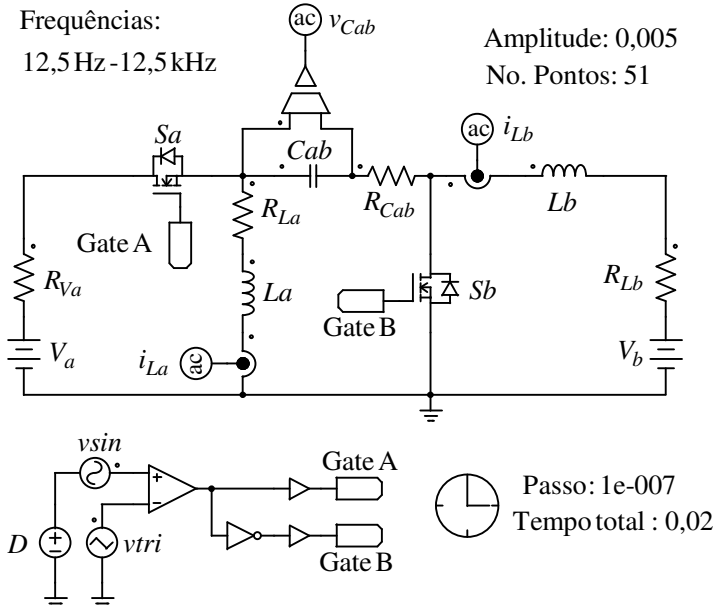 Frequências:
12,5 Hz - 12,5 kHz
ac
vCab
Amplitude: 0,005
No. Pontos: 51
ac
iLb
Sa
Cab
RCab
Lb
Gate A
RLa
RVa
La
Gate B
Sb
RLb
Va
iLa
ac
Vb
vsin
Gate A
D
vtri
Gate B
Passo: 1e-007
Tempo total : 0,02